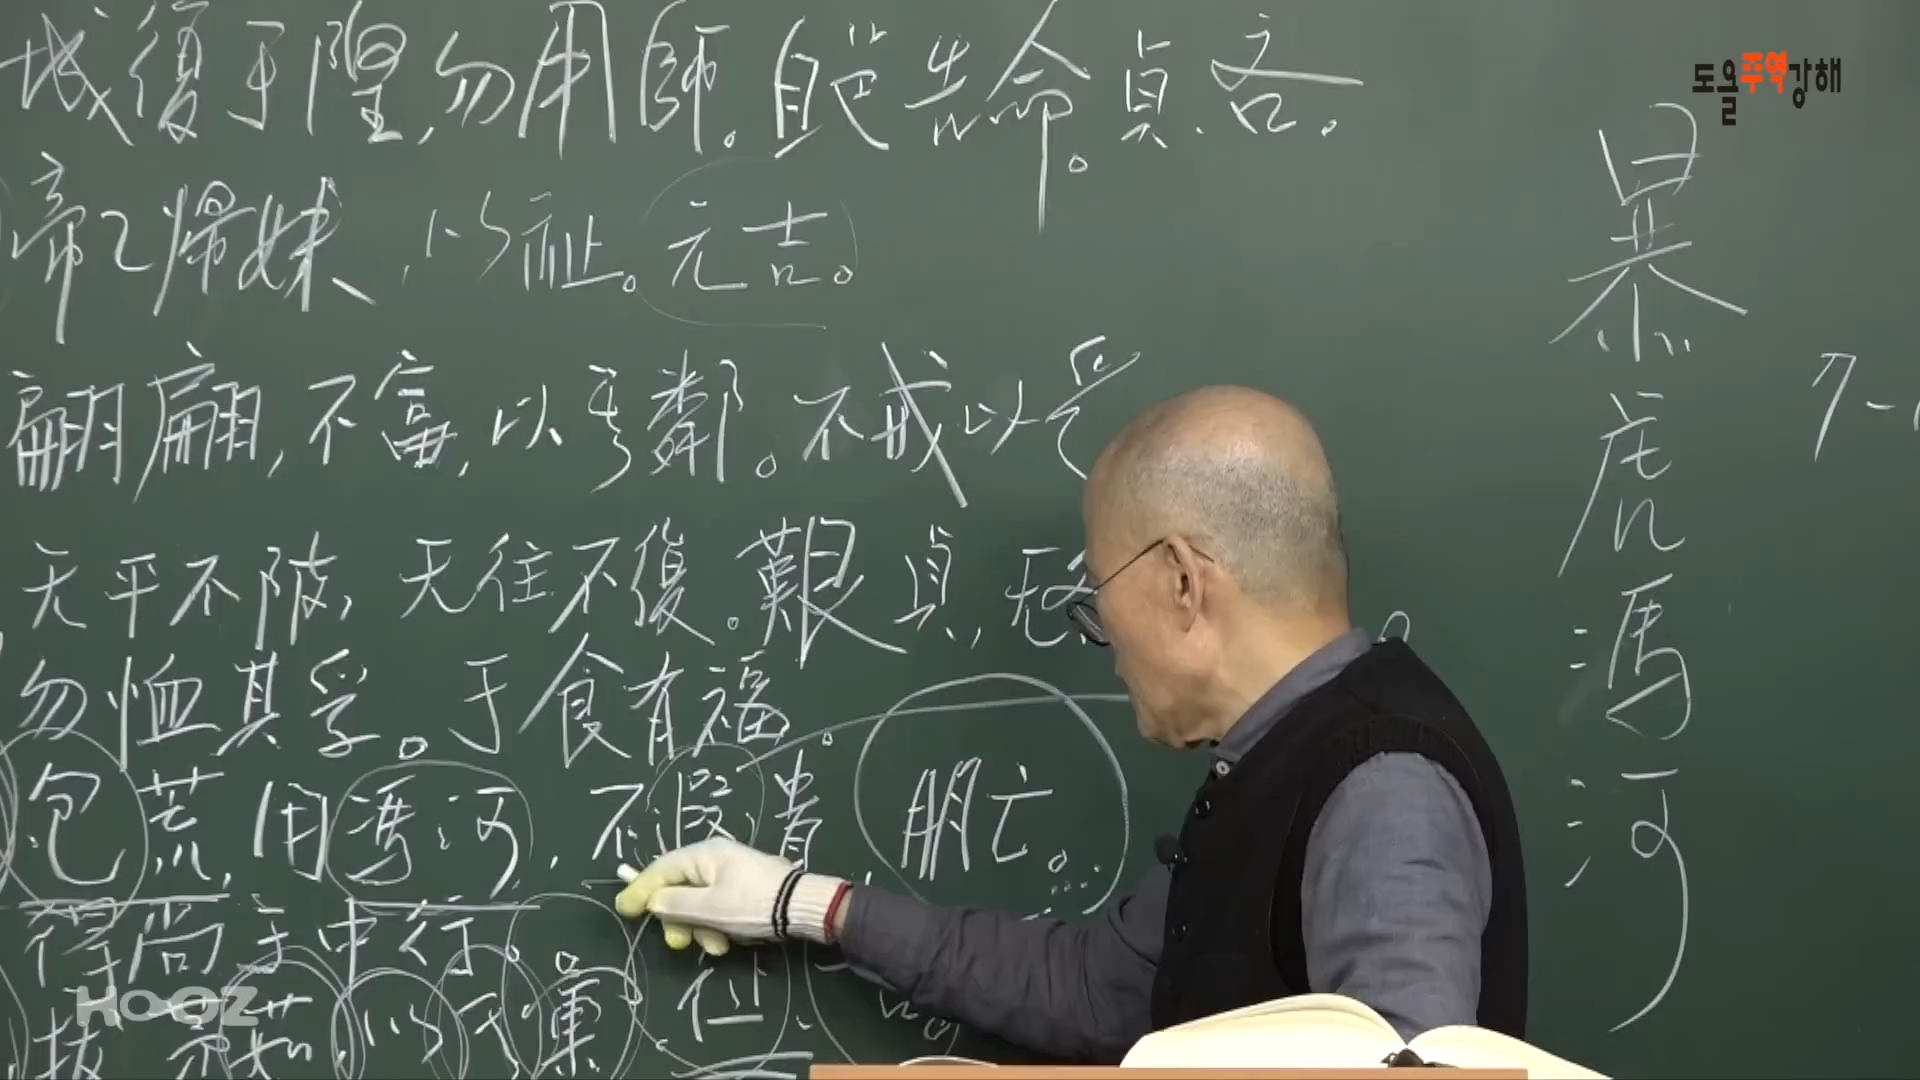 城復于隍,勿用師。自邑告命。貞,吝。
帝乙帰妹,以祉。元吉。
翩翩,不富,以其鄰。不戒以孚
无平不陂,无往不復。艱貞,无
勿恤其孚。于食有福。
包荒,用馮河,不遐遺 朋亡。
得尚于中行。
拔茅茹,以其彙。征
暴虎馮河
도올주역강해
HOOZ